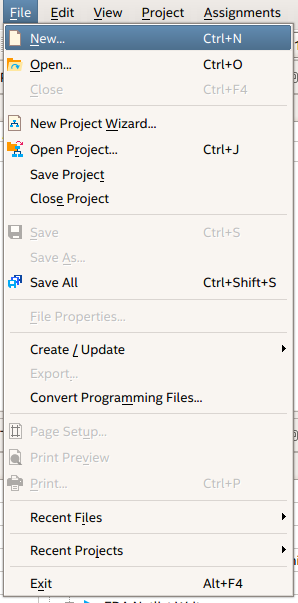 File Edit View Project Assignments
New... Ctrl+N
Open... Ctrl+O
Close Ctrl+F4
New Project Wizard...
Open Project... Ctrl+J
Save Project
Close Project
Save Ctrl+S
Save As...
Save All Ctrl+Shift+S
File Properties...
Create / Update
Export...
Convert Programming Files...
Page Setup...
Print Preview
Print... Ctrl+P
Recent Files
Recent Projects
Exit Alt+F4